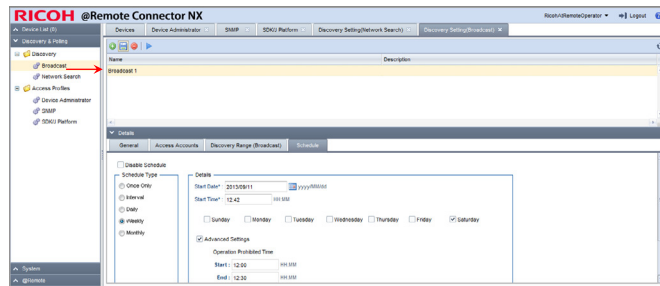 RICOH @Remote Connector NX
RicohAdRemoteOperator Logout
Device List (0)
Devices Device Administrator SNMP SDK/J Platform Discovery Setting(Network Search) Discovery Setting(Broadcast)
Discovery & Polling
Discovery
Broadcast
Network Search
Access Profiles
Device Administrator
SNMP
SDK/J Platform
System
@Remote
Name Description
Broadcast 1
Details
General Access Accounts Discovery Range (Broadcast) Schedule
Disable Schedule
Schedule Type
Once Only
Interval
Daily
Weekly
Monthly
Details
Start Date* : 2013/09/11 yyyy/MM/dd
Start Time* : 12:42 HH:MM
Sunday Monday Tuesday Wednesday Thursday Friday Saturday
Advanced Settings
Operation Prohibited Time
Start : 12:00 HH:MM
End : 12:30 HH:MM